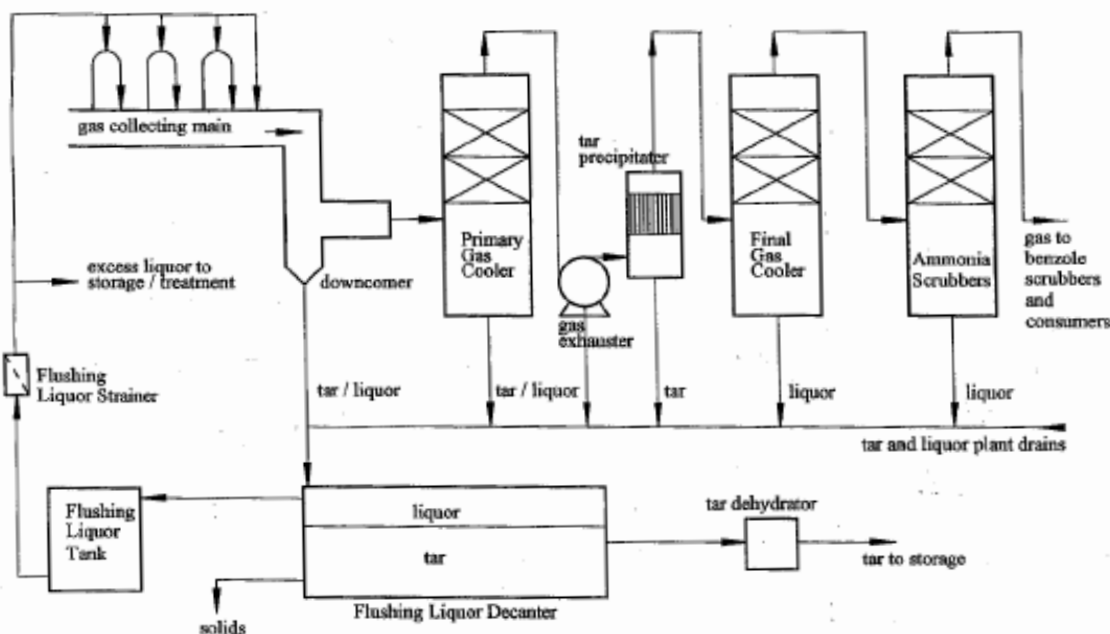 gas collecting main
tar
precipitater
Primary
Gas
Cooler
Final
Gas
Cooler
Ammonia
Scrubbers
gas to
benzole
scrubbers
and
consumers
excess liquor to
storage / treatment
downcomer
gas
exhauster
Flushing
Liquor Strainer
tar / liquor
tar / liquor
tar
liquor
liquor
tar and liquor plant drains
Flushing
Liquor
Tank
liquor
tar
tar dehydrator
tar to storage
Flushing Liquor Decanter
solids